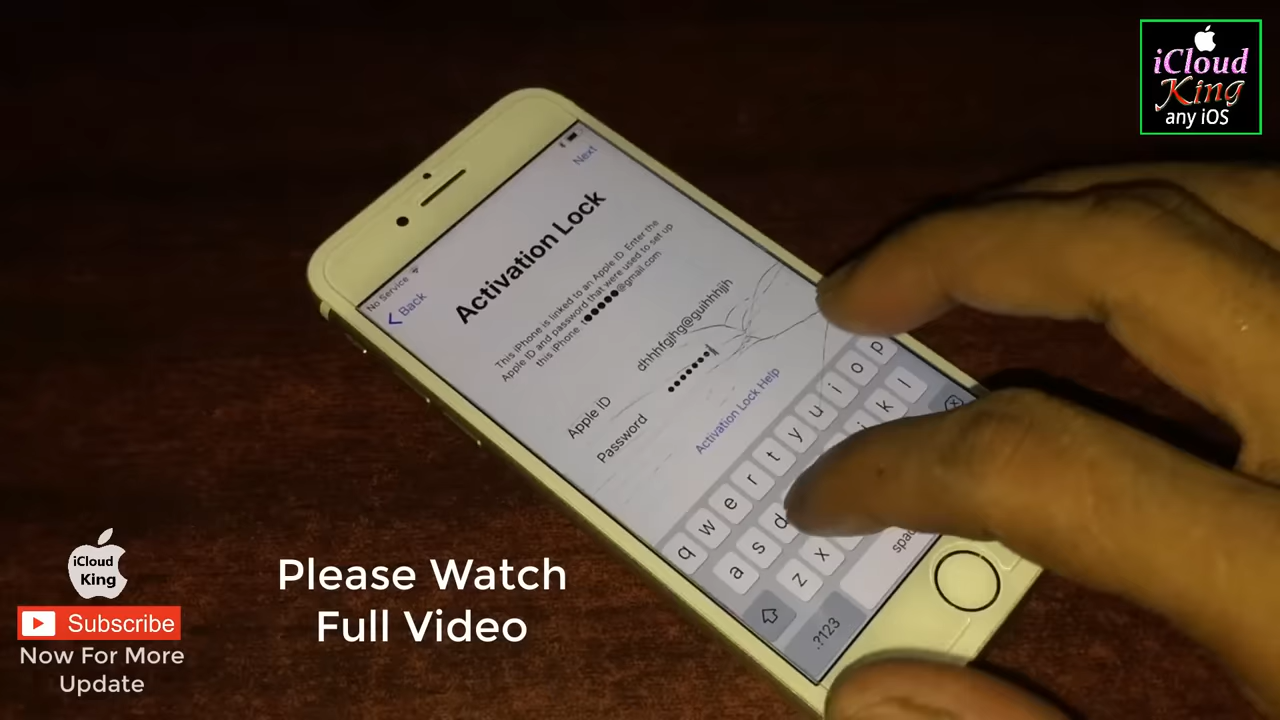 iCloud
King
any iOS
No Service
Back
Next
Activation Lock
This iPhone is linked to an Apple ID. Enter the
Apple ID and password that were used to set up
this iPhone. t●●●●●@gmail.com
Apple ID dhhhfgjhg@guihhhjjh
Password ●●●●●●●
Activation Lock Help
q w e r t y u i o p
a s d j k l
z x
.?123 spac
iCloud
King
Subscribe
Now For More
Update
Please Watch
Full Video